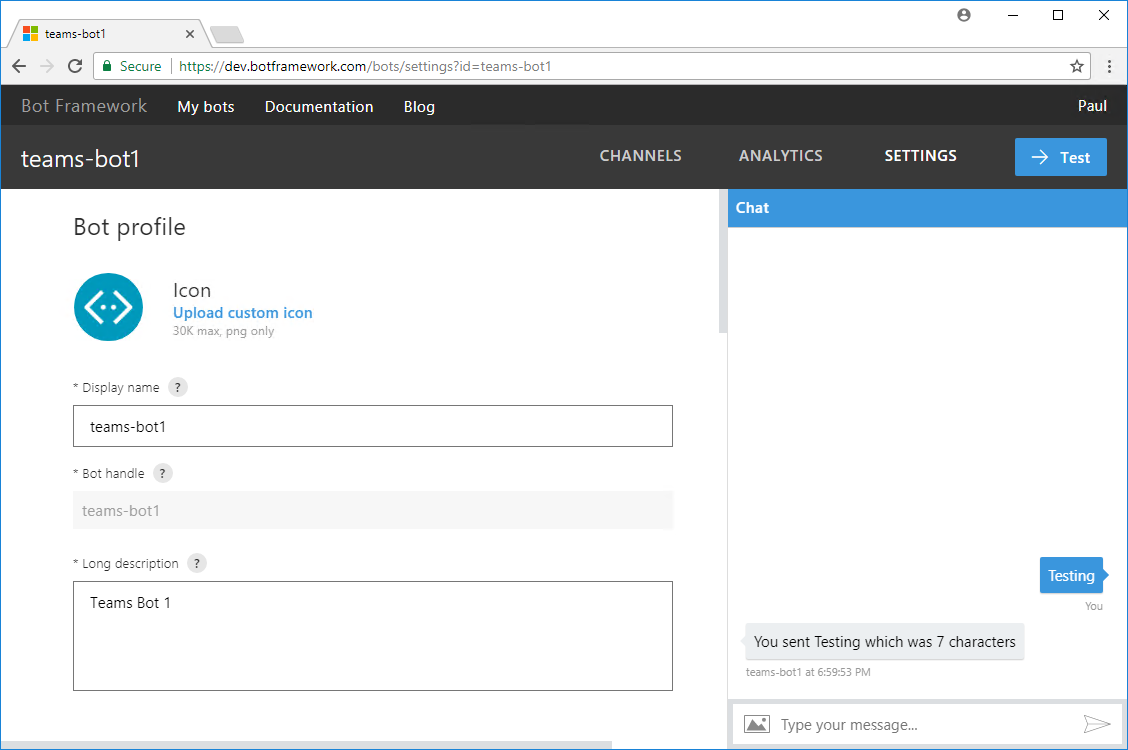 teams-bot1
Secure https://dev.botframework.com/bots/settings?id=teams-bot1
Bot Framework My bots Documentation Blog Paul
teams-bot1 CHANNELS ANALYTICS SETTINGS Test
Bot profile
Icon
Upload custom icon
30K max, png only
* Display name ?
teams-bot1
* Bot handle ?
teams-bot1
* Long description ?
Teams Bot 1
Chat
Testing
You
You sent Testing which was 7 characters
teams-bot1 at 6:59:53 PM
Type your message...